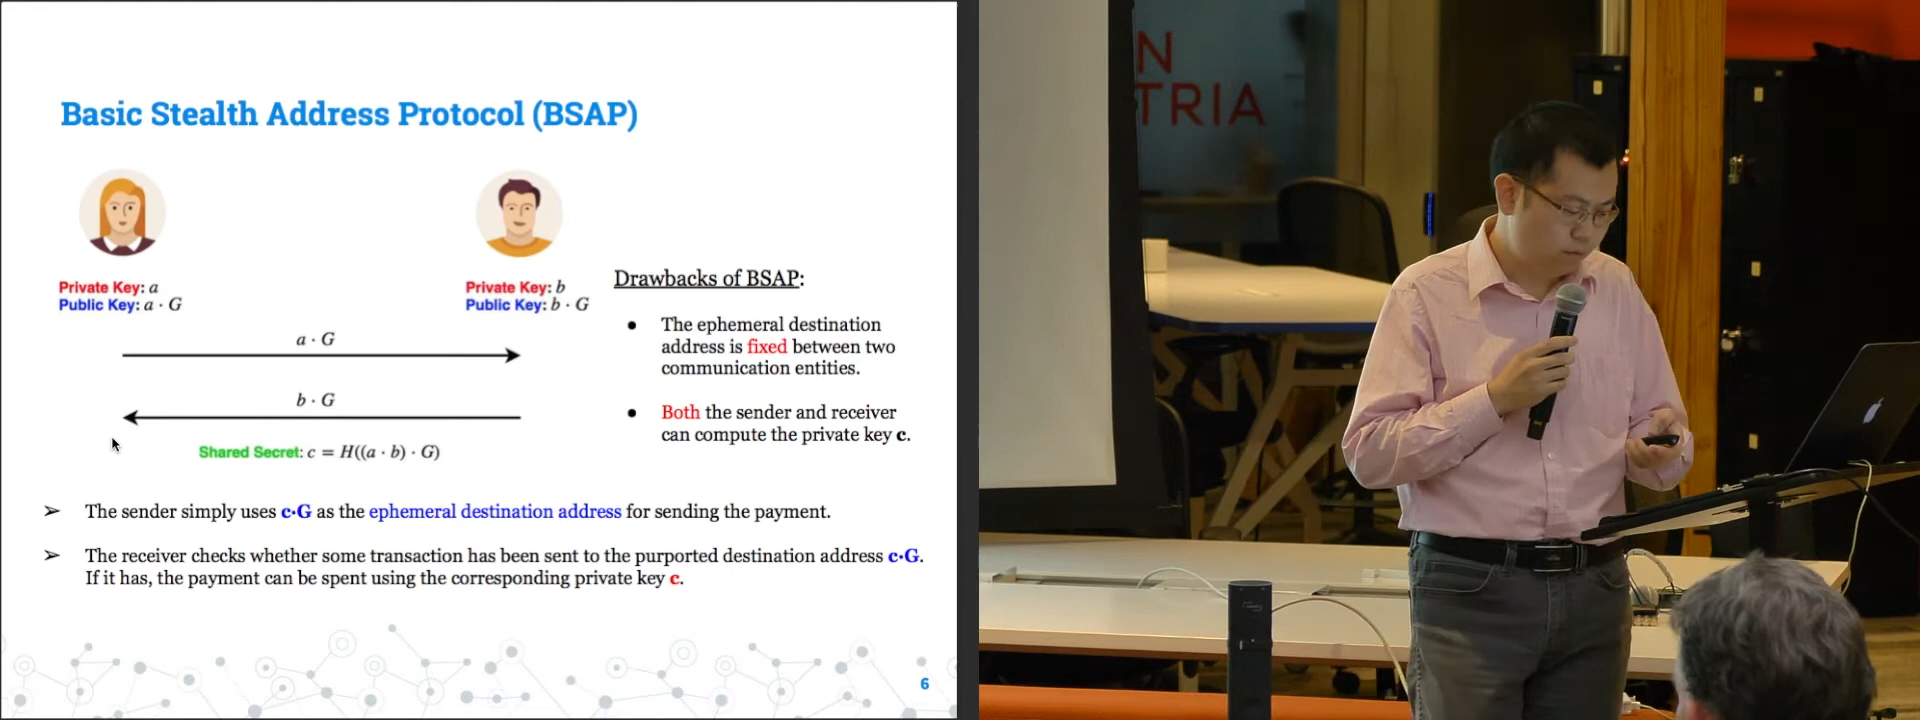 Basic Stealth Address Protocol (BSAP)
Private Key: a
Public Key: a · G
Private Key: b
Public Key: b · G
a · G
b · G
Shared Secret: c = H((a · b) · G)
Drawbacks of BSAP:
● The ephemeral destination
address is fixed between two
communication entities.
● Both the sender and receiver
can compute the private key c.
➢ The sender simply uses c·G as the ephemeral destination address for sending the payment.
➢ The receiver checks whether some transaction has been sent to the purported destination address c·G.
If it has, the payment can be spent using the corresponding private key c.
6
N
TRIA